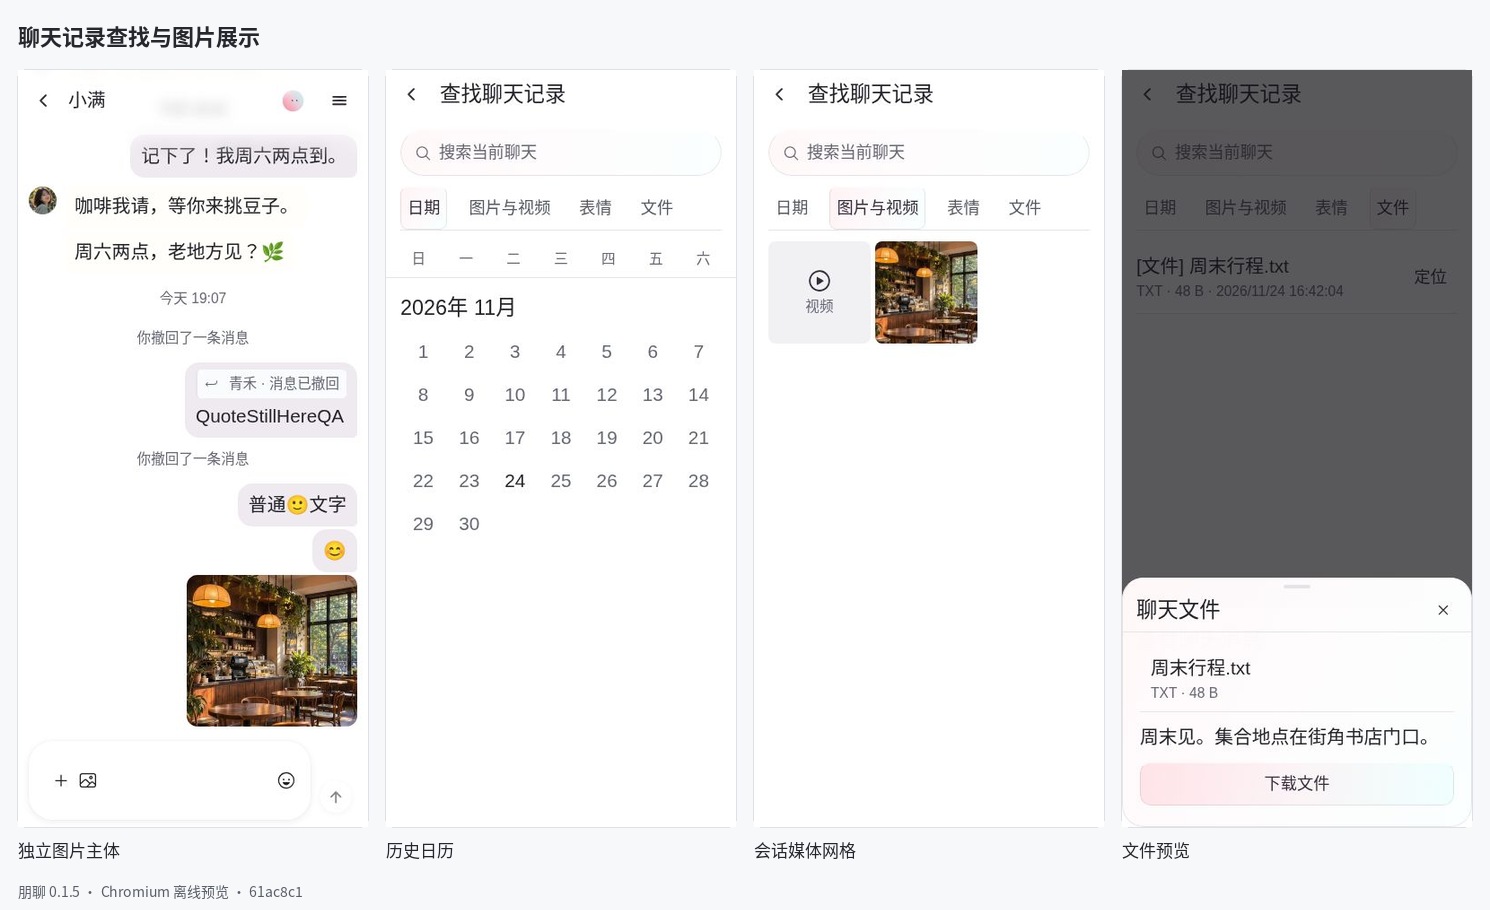 聊天记录查找与图片展示
小满
记下了！我周六两点到。
咖啡我请，等你来挑豆子。
周六两点，老地方见？🌿
今天 19:07
你撤回了一条消息
青禾 · 消息已撤回
QuoteStillHereQA
你撤回了一条消息
普通🙂文字
😊
独立图片主体
查找聊天记录
搜索当前聊天
日期 图片与视频 表情 文件
日 一 二 三 四 五 六
2026年 11月
1 2 3 4 5 6 7
8 9 10 11 12 13 14
15 16 17 18 19 20 21
22 23 24 25 26 27 28
29 30
历史日历
查找聊天记录
搜索当前聊天
日期 图片与视频 表情 文件
视频
会话媒体网格
查找聊天记录
搜索当前聊天
日期 图片与视频 表情 文件
[文件] 周末行程.txt
TXT · 48 B · 2026/11/24 16:42:04
定位
聊天文件
周末行程.txt
TXT · 48 B
周末见。集合地点在街角书店门口。
下载文件
文件预览
朋聊 0.1.5 · Chromium 离线预览 · 61ac8c1